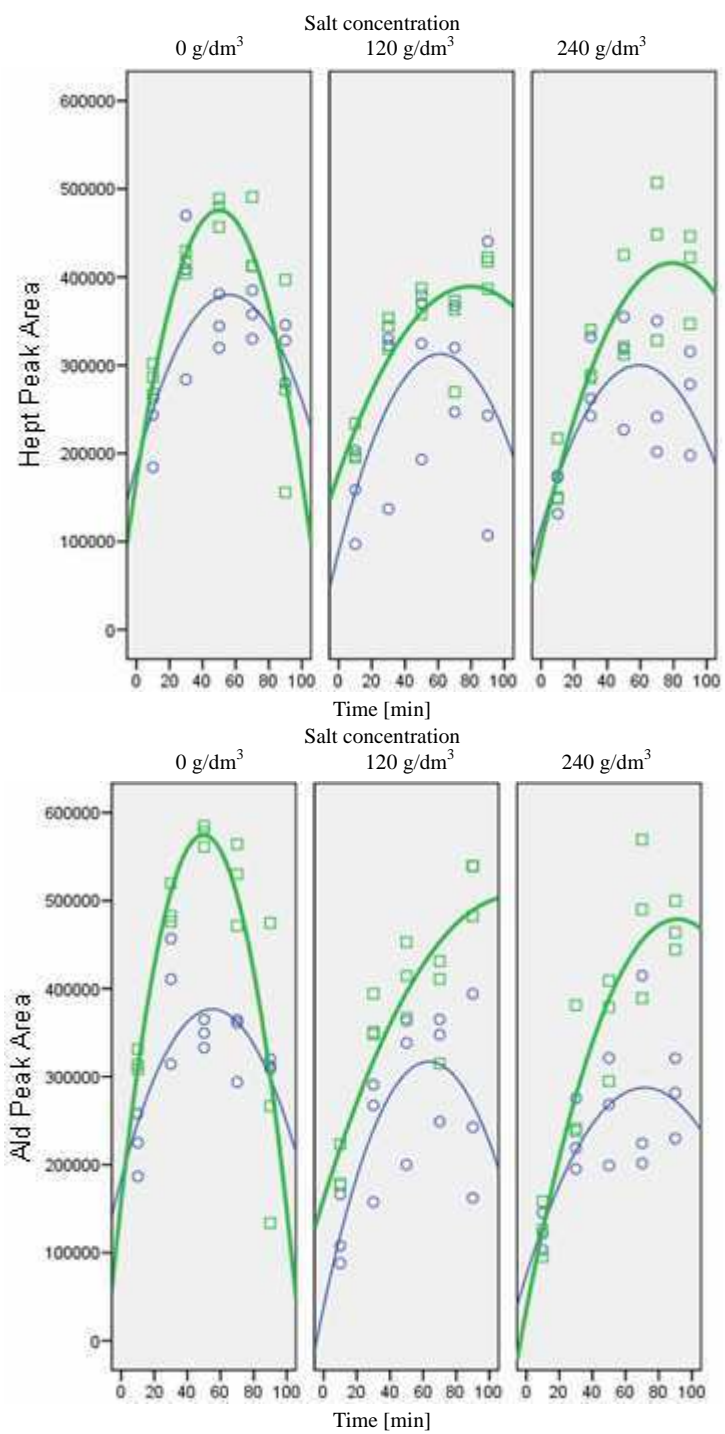 Salt concentration
0 g/dm³ 120 g/dm³ 240 g/dm³
600000
500000
400000
300000
200000
100000
0
Hept Peak Area
0 20 40 60 80 100 0 20 40 60 80 100 0 20 40 60 80 100
Time [min]
Salt concentration
0 g/dm³ 120 g/dm³ 240 g/dm³
600000
500000
400000
300000
200000
100000
0
Ald Peak Area
0 20 40 60 80 100 0 20 40 60 80 100 0 20 40 60 80 100
Time [min]